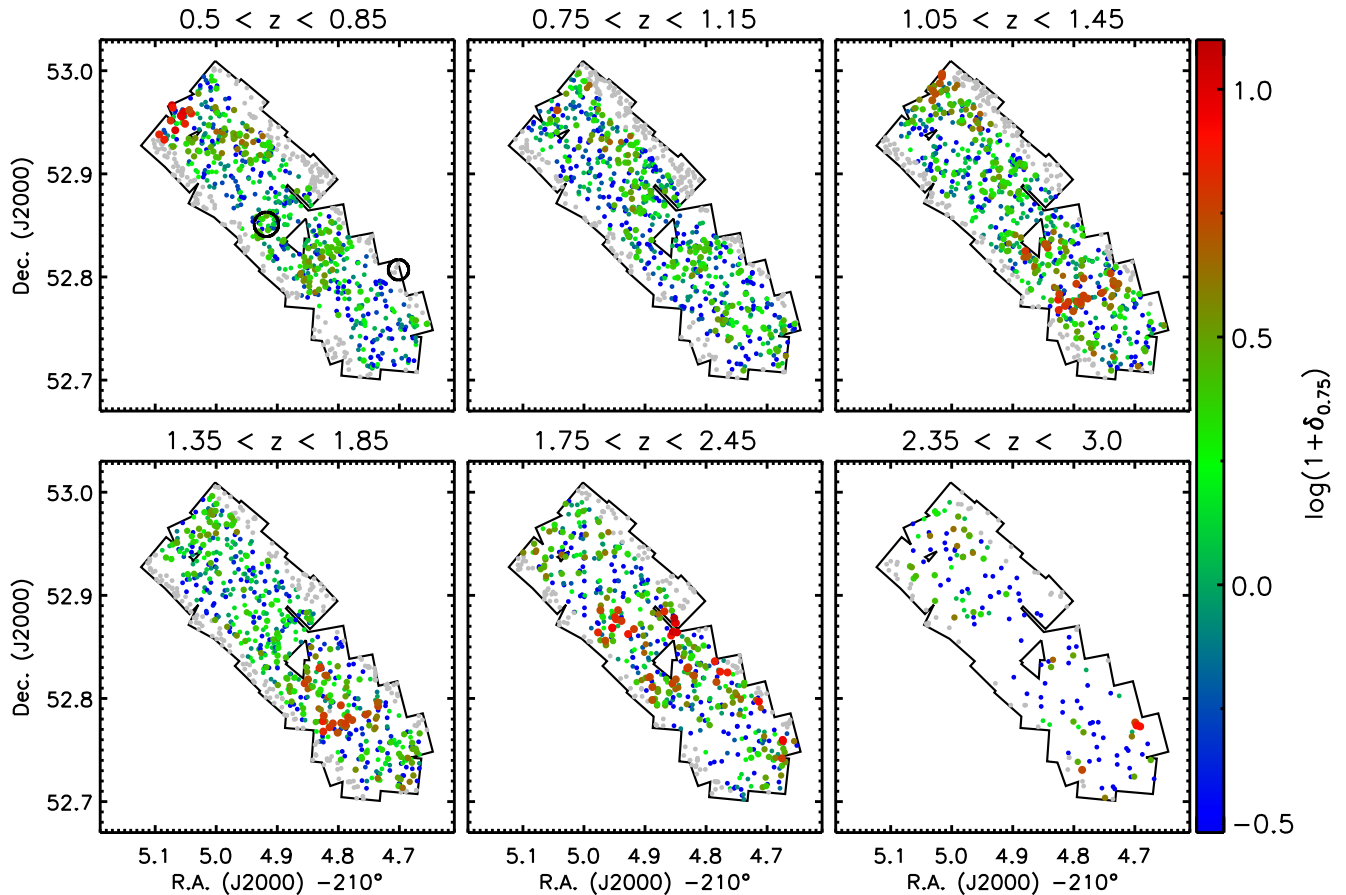 0.5 < z < 0.85
0.75 < z < 1.15
1.05 < z < 1.45
53.0
52.9
52.8
52.7
Dec. (J2000)
1.0
0.5
0.0
−0.5
log(1+δ0.75)
1.35 < z < 1.85
1.75 < z < 2.45
2.35 < z < 3.0
53.0
52.9
52.8
52.7
Dec. (J2000)
5.1 5.0 4.9 4.8 4.7
5.1 5.0 4.9 4.8 4.7
5.1 5.0 4.9 4.8 4.7
R.A. (J2000) −210°
R.A. (J2000) −210°
R.A. (J2000) −210°